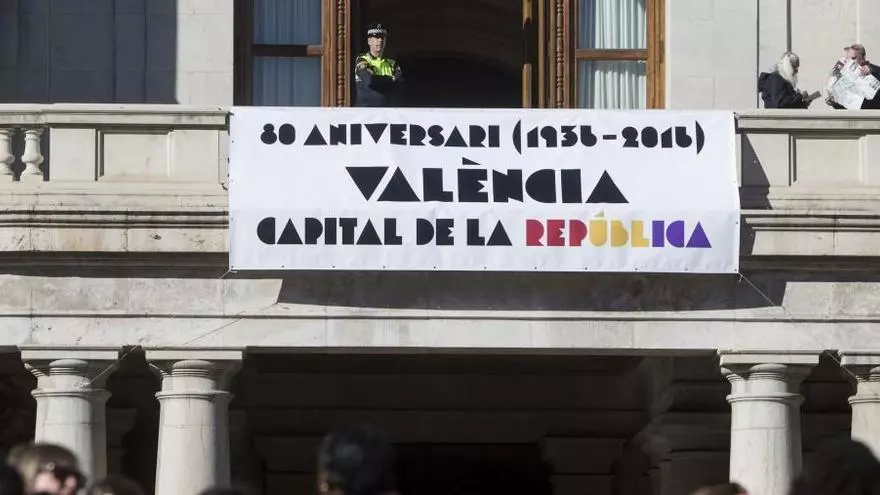 80 ANIVERSARI (1936-2016)
VALÈNCIA
CAPITAL DE LA REPÚBLICA